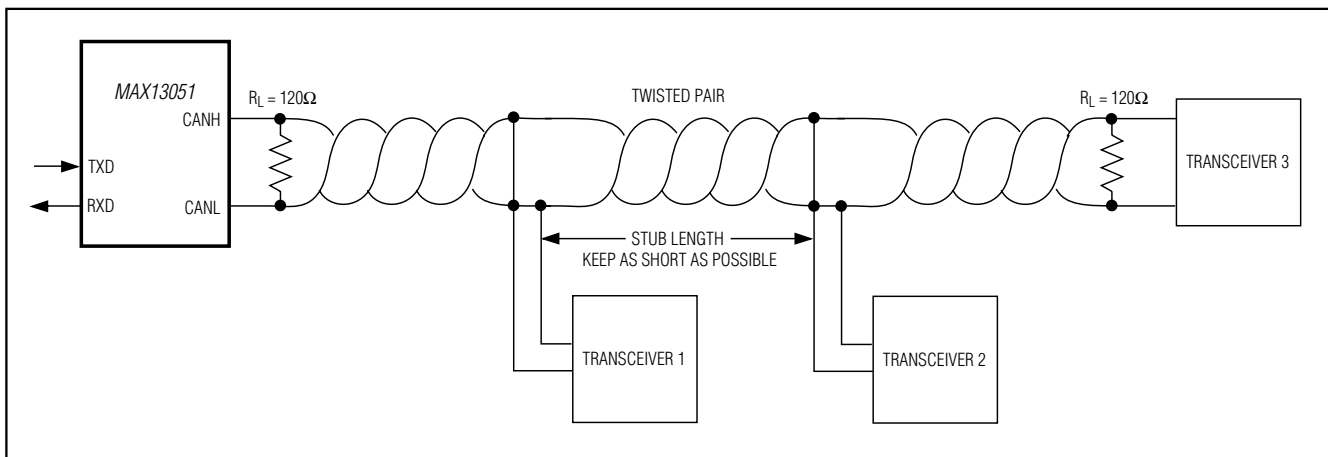 MAX13051
CANH
TXD
RXD
CANL
R_L = 120Ω
TWISTED PAIR
R_L = 120Ω
TRANSCEIVER 3
STUB LENGTH
KEEP AS SHORT AS POSSIBLE
TRANSCEIVER 1
TRANSCEIVER 2